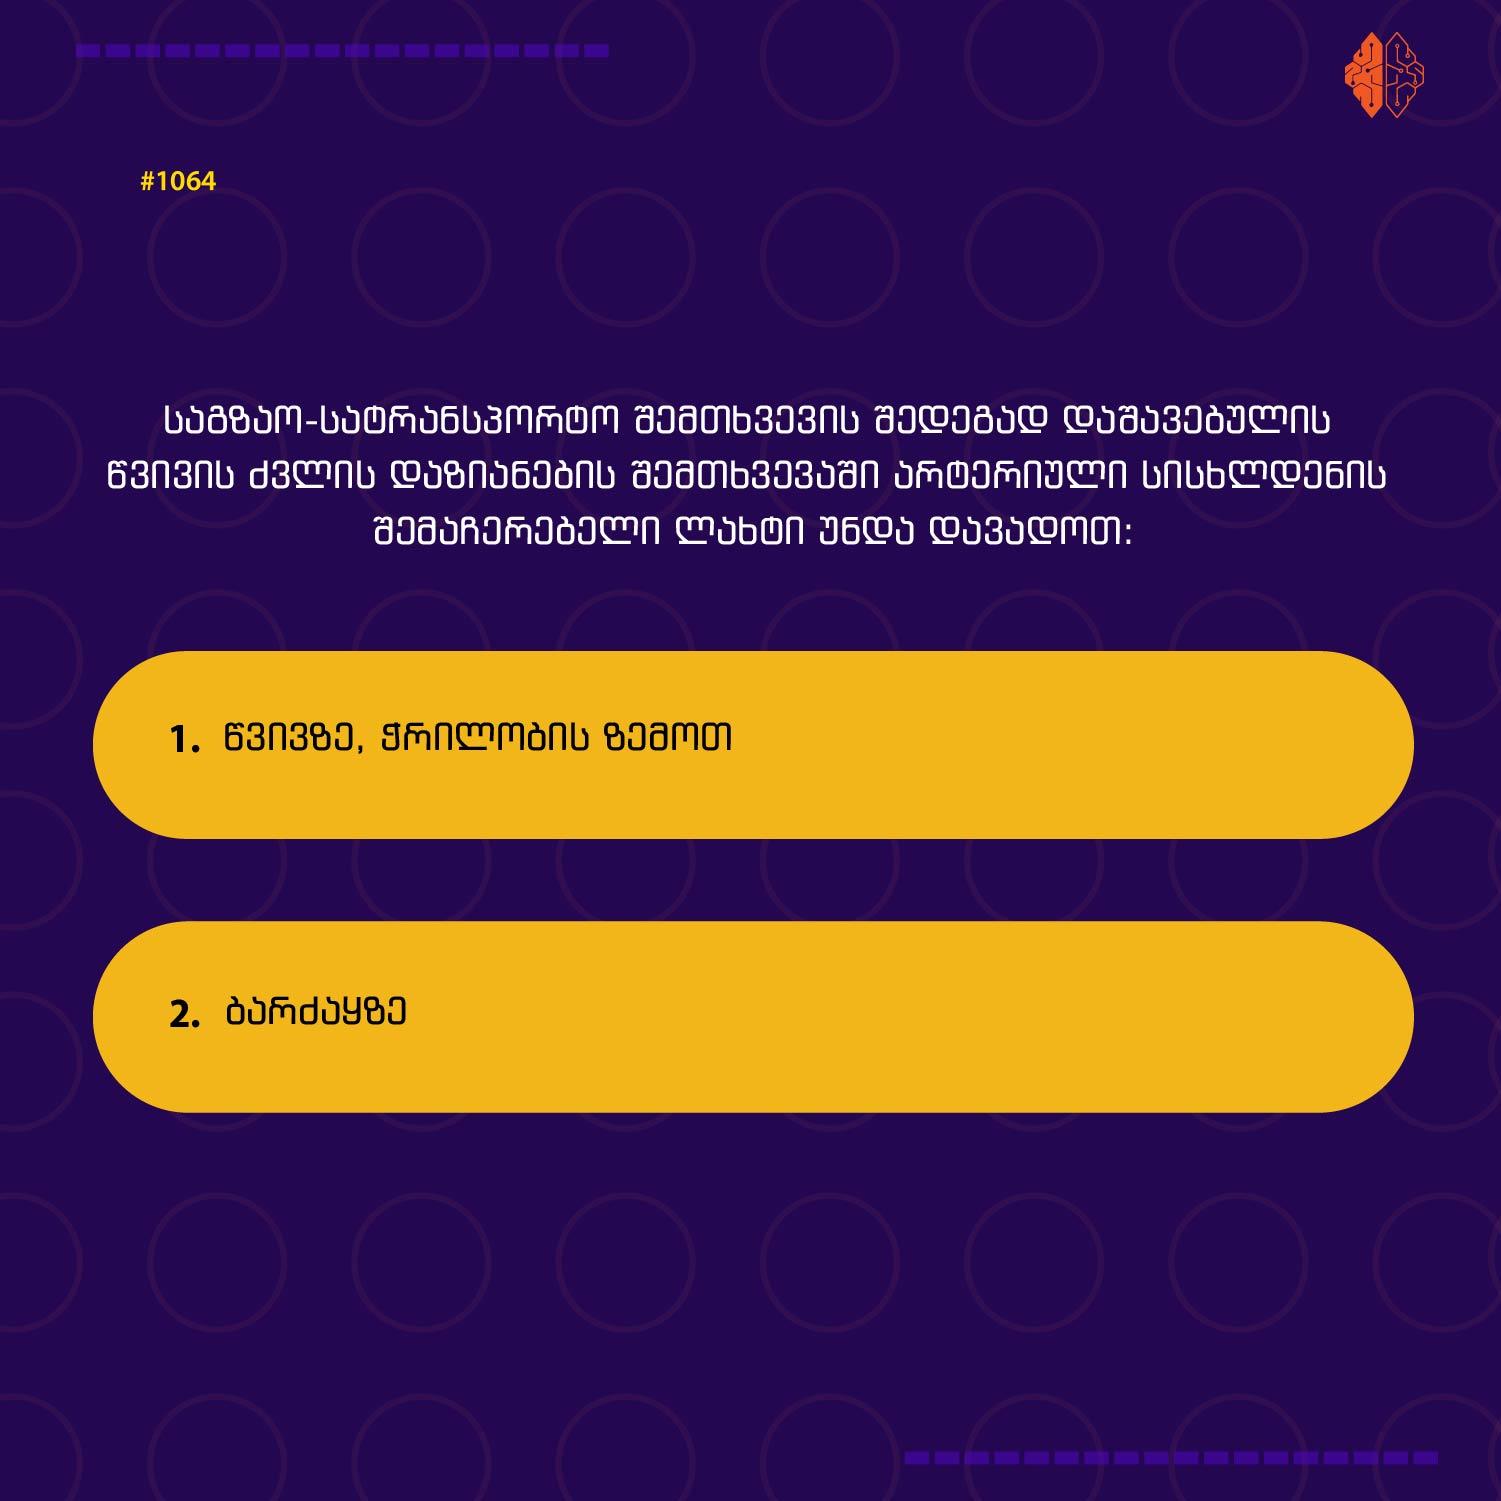 #1064
საგზაო-სატრანსპორტო შემთხვევის შედეგად დაშავებულის
წვივის ძვლის დაზიანების შემთხვევაში არტერიული სისხლდენის
შემაჩერებელი ლახტი უნდა დავადოთ:
1. წვივზე, ჭრილობის ზემოთ
2. ბარძაყზე